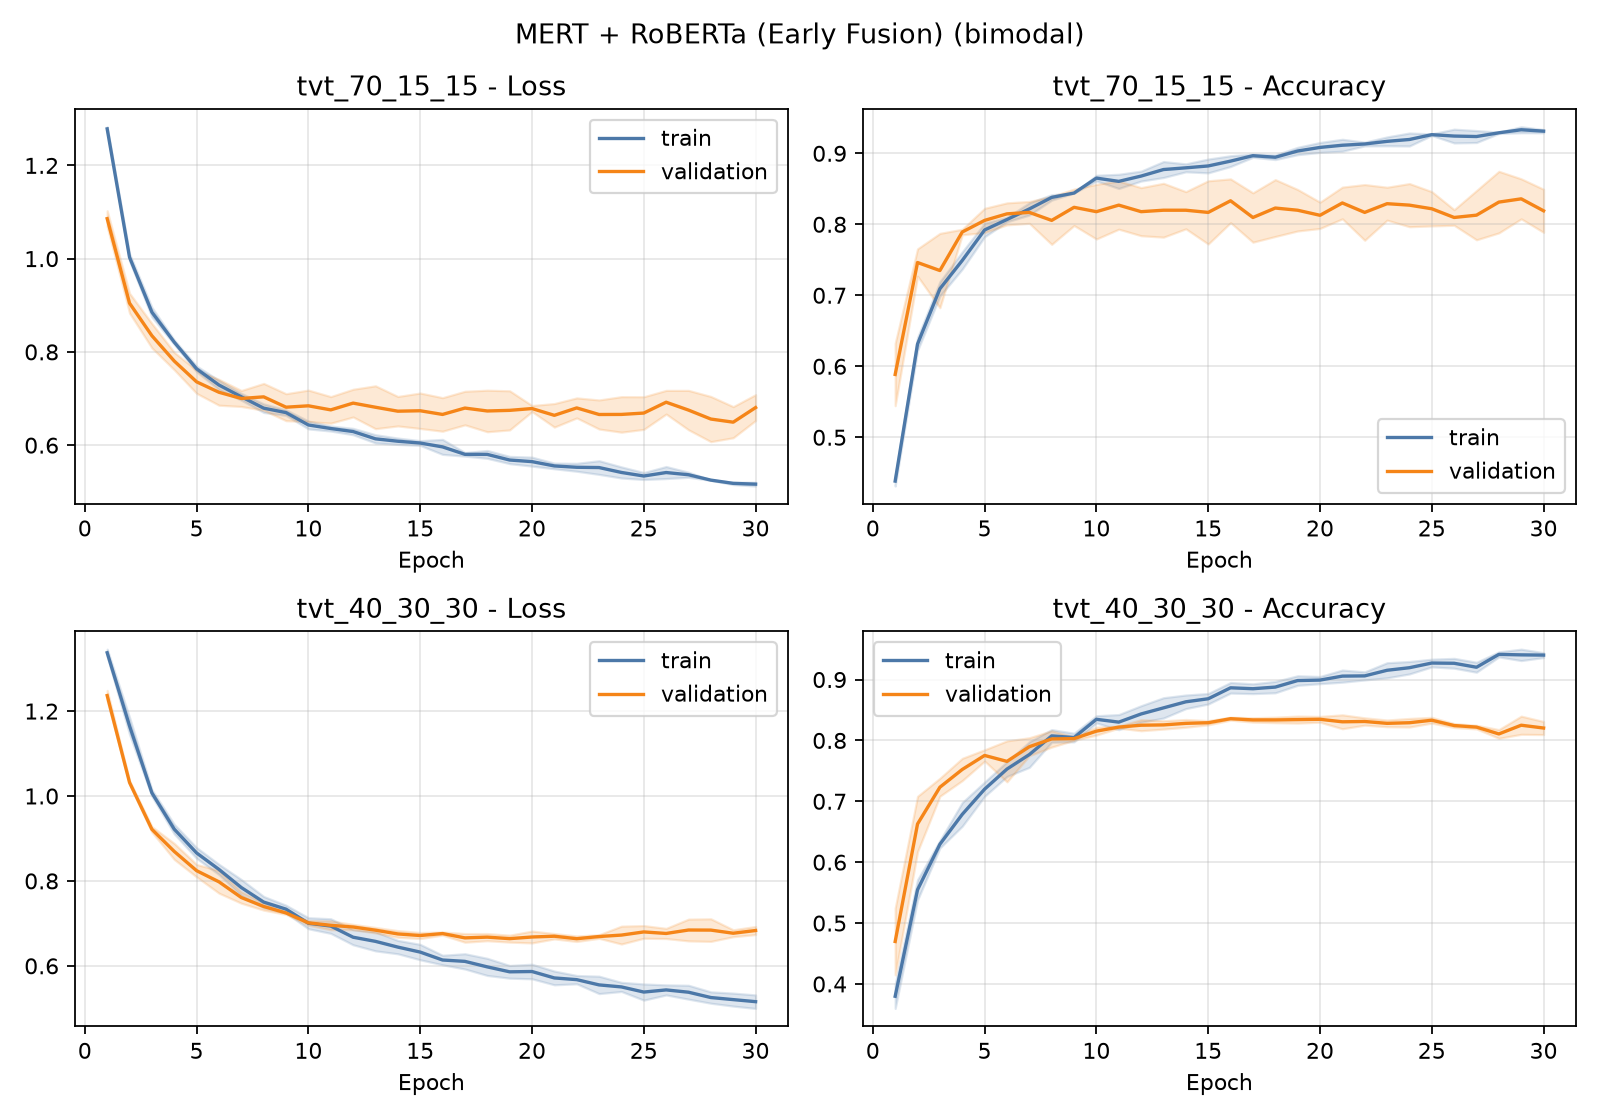 MERT + RoBERTa (Early Fusion) (bimodal)
tvt_70_15_15 - Loss
train
validation
1.2
1.0
0.8
0.6
0 5 10 15 20 25 30
Epoch
tvt_70_15_15 - Accuracy
0.9
0.8
0.7
0.6
0.5
train
validation
0 5 10 15 20 25 30
Epoch
tvt_40_30_30 - Loss
train
validation
1.2
1.0
0.8
0.6
0 5 10 15 20 25 30
Epoch
tvt_40_30_30 - Accuracy
train
validation
0.9
0.8
0.7
0.6
0.5
0.4
0 5 10 15 20 25 30
Epoch